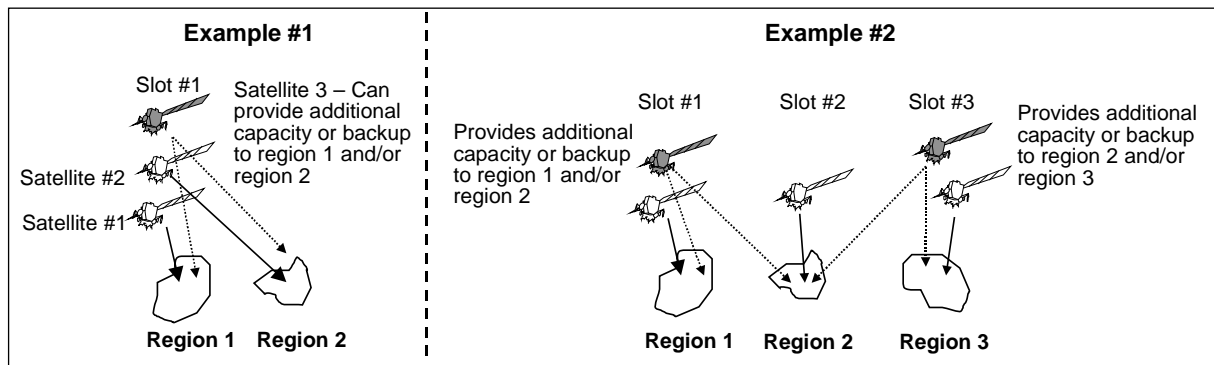 Example #1
Slot #1
Satellite 3 – Can
provide additional
capacity or backup
to region 1 and/or
region 2
Satellite #2
Satellite #1
Region 1
Region 2
Example #2
Slot #1
Slot #2
Slot #3
Provides additional
capacity or backup
to region 1 and/or
region 2
Provides additional
capacity or backup
to region 2 and/or
region 3
Region 1
Region 2
Region 3